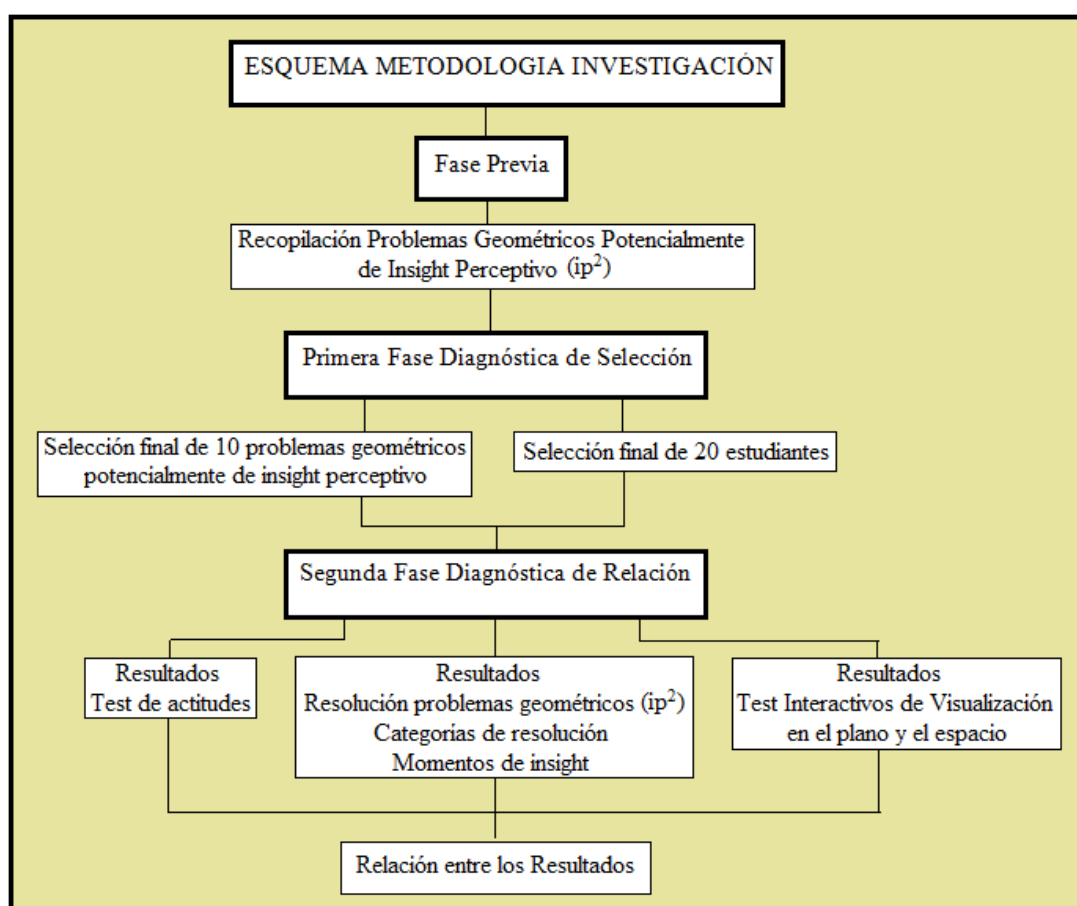 ESQUEMA METODOLOGIA INVESTIGACIÓN
Fase Previa
Recopilación Problemas Geométricos Potencialmente
de Insight Perceptivo (ip²)
Primera Fase Diagnóstica de Selección
Selección final de 10 problemas geométricos
potencialmente de insight perceptivo
Selección final de 20 estudiantes
Segunda Fase Diagnóstica de Relación
Resultados
Test de actitudes
Resultados
Resolución problemas geométricos (ip²)
Categorías de resolución
Momentos de insight
Resultados
Test Interactivos de Visualización
en el plano y el espacio
Relación entre los Resultados